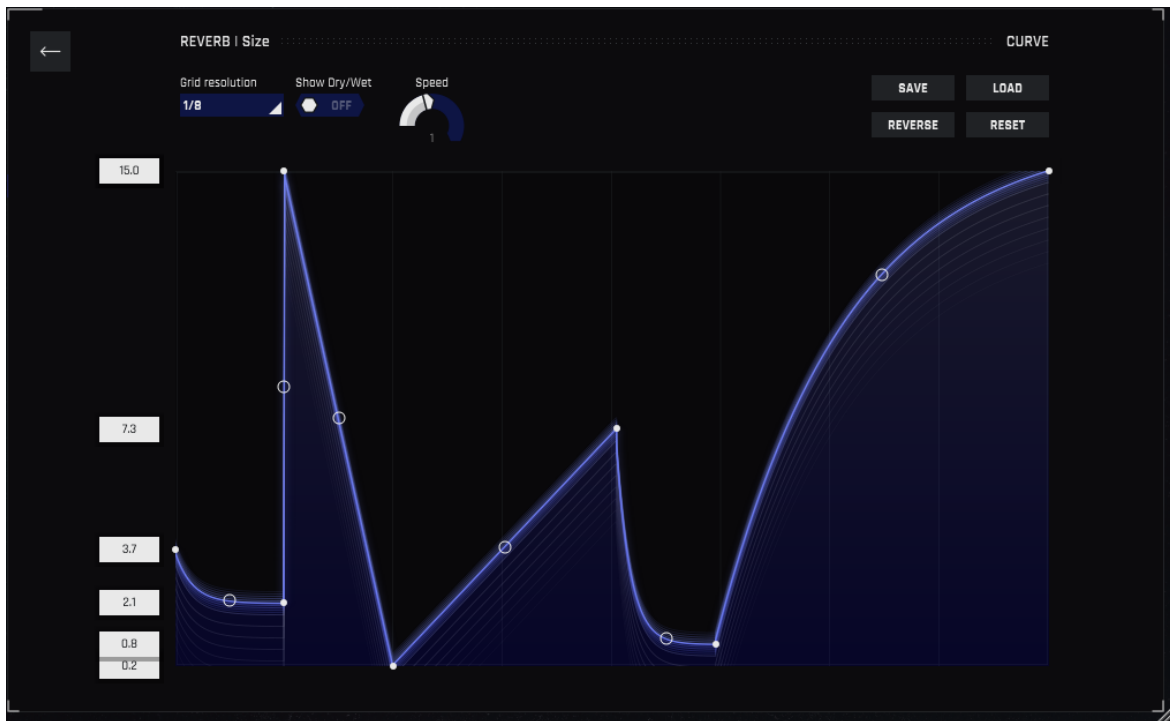 REVERB | Size
CURVE
Grid resolution
Show Dry/Wet
Speed
1/8
OFF
1
SAVE
LOAD
REVERSE
RESET
15.0
7.3
3.7
2.1
0.8
0.2